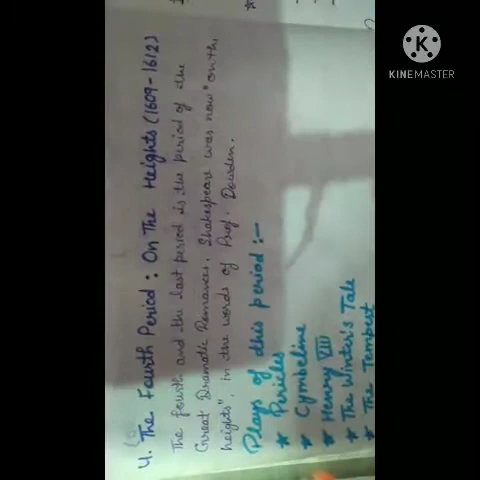 4. The Fourth Period : On The Heights (1609-1612)
The fourth and the last period is the period of the
Great Dramatic Romances. Shakespeare was now "on the
heights", in the words of Prof. Dowden.
Plays of this period :-
* Pericles
* Cymbeline
* Henry VIII
* The Winter's Tale
* The Tempest
KINEMASTER